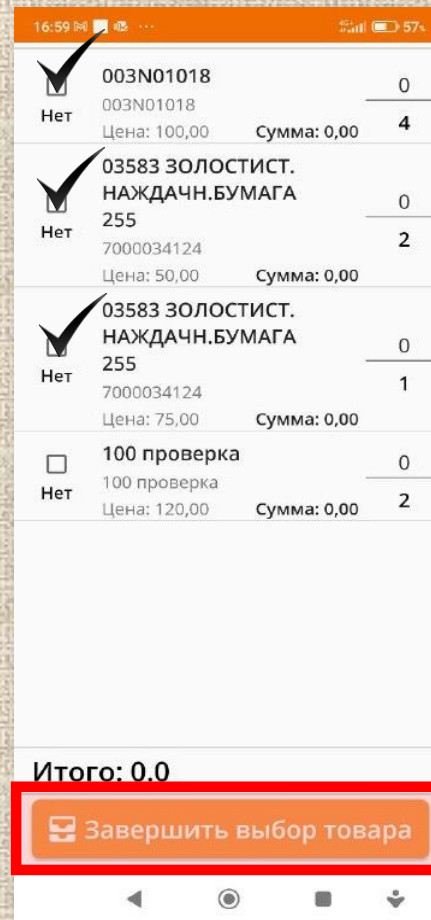 16:59 ... 4G+ 57%
003N01018 0
003N01018
Нет 4
Цена: 100,00 Сумма: 0,00
03583 ЗОЛОСТИСТ.
НАЖДАЧН.БУМАГА 0
255
Нет 2
7000034124
Цена: 50,00 Сумма: 0,00
03583 ЗОЛОСТИСТ.
НАЖДАЧН.БУМАГА 0
255
Нет 1
7000034124
Цена: 75,00 Сумма: 0,00
100 проверка 0
100 проверка
Нет 2
Цена: 120,00 Сумма: 0,00
Итого: 0.0
Завершить выбор товара